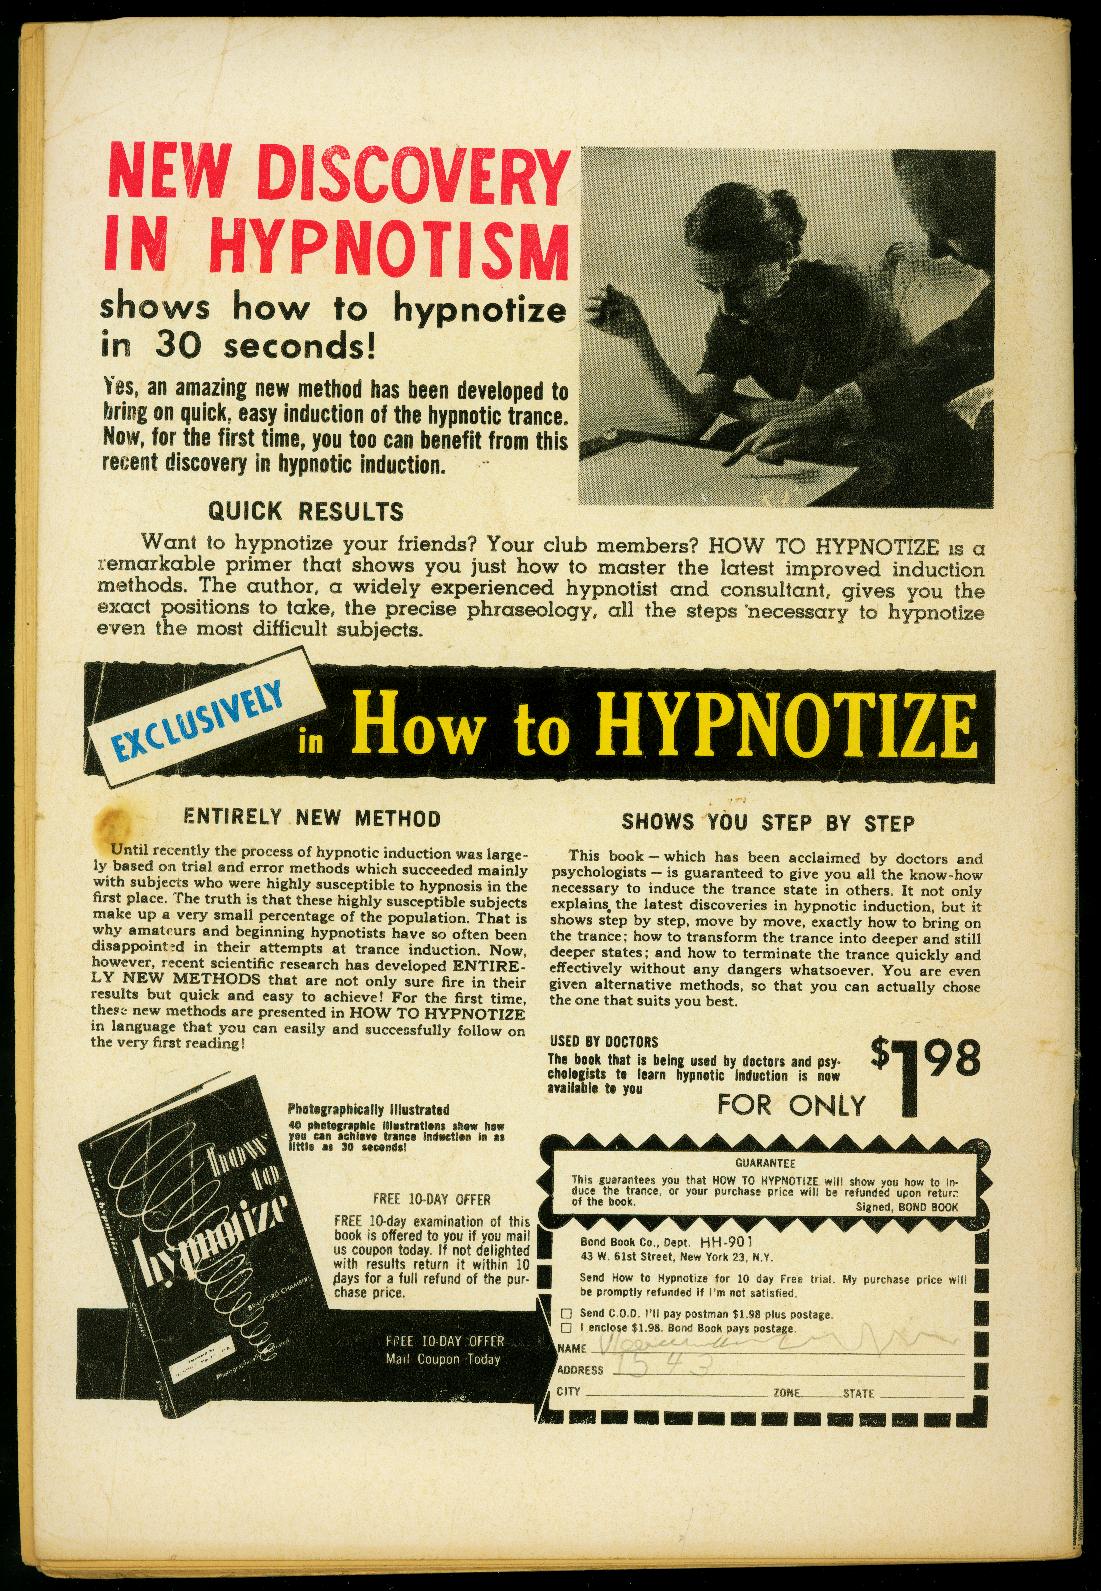 NEW DISCOVERY
IN HYPNOTISM
shows how to hypnotize
in 30 seconds!
Yes, an amazing new method has been developed to
bring on quick, easy induction of the hypnotic trance.
Now, for the first time, you too can benefit from this
recent discovery in hypnotic induction.
QUICK RESULTS
Want to hypnotize your friends? Your club members? HOW TO HYPNOTIZE is a
remarkable primer that shows you just how to master the latest improved induction
methods. The author, a widely experienced hypnotist and consultant, gives you the
exact positions to take, the precise phraseology, all the steps necessary to hypnotize
even the most difficult subjects.
EXCLUSIVELY
in How to HYPNOTIZE
ENTIRELY NEW METHOD
Until recently the process of hypnotic induction was large-
ly based on trial and error methods which succeeded mainly
with subjects who were highly susceptible to hypnosis in the
first place. The truth is that these highly susceptible subjects
make up a very small percentage of the population. That is
why amateurs and beginning hypnotists have so often been
disappointed in their attempts at trance induction. Now,
however, recent scientific research has developed ENTIRE-
LY NEW METHODS that are not only sure fire in their
results but quick and easy to achieve! For the first time,
these new methods are presented in HOW TO HYPNOTIZE
in language that you can easily and successfully follow on
the very first reading!
SHOWS YOU STEP BY STEP
This book — which has been acclaimed by doctors and
psychologists — is guaranteed to give you all the know-how
necessary to induce the trance state in others. It not only
explains the latest discoveries in hypnotic induction, but it
shows step by step, move by move, exactly how to bring on
the trance; how to transform the trance into deeper and still
deeper states; and how to terminate the trance quickly and
effectively without any dangers whatsoever. You are even
given alternative methods, so that you can actually chose
the one that suits you best.
USED BY DOCTORS
The book that is being used by doctors and psy-
chologists to learn hypnotic induction is now
available to you
FOR ONLY $1 98
how
to
hypnotize
how to hypnotize
Photographically Illustrated
40 photographic illustrations show how
you can achieve trance induction in as
little as 30 seconds!
FREE 10-DAY OFFER
FREE 10-day examination of this
book is offered to you if you mail
us coupon today. If not delighted
with results return it within 10
days for a full refund of the pur-
chase price.
FREE 10-DAY OFFER
Mail Coupon Today
GUARANTEE
This guarantees you that HOW TO HYPNOTIZE will show you how to in-
duce the trance, or your purchase price will be refunded upon return
of the book.
Signed, BOND BOOK
Bond Book Co., Dept. HH-901
43 W. 61st Street, New York 23, N.Y.
Send How to Hypnotize for 10 day Free trial. My purchase price will
be promptly refunded if I'm not satisfied.
Send C.O.D. I'll pay postman $1.98 plus postage.
I enclose $1.98. Bond Book pays postage.
NAME
ADDRESS 1543
CITY ZONE STATE